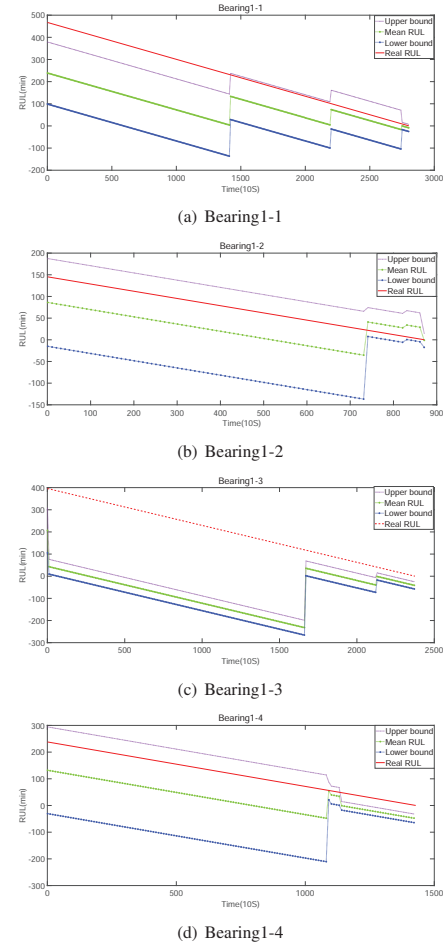 Bearing1-1
500
400
300
200
100
0
-100
-200
RUL(min)
Upper bound
Mean RUL
Lower bound
Real RUL
0
500
1000
1500
2000
2500
3000
Time(10S)
(a) Bearing1-1
Bearing1-2
200
150
100
50
0
-50
-100
-150
RUL(min)
Upper bound
Mean RUL
Lower bound
Real RUL
0
100
200
300
400
500
600
700
800
900
Time(10S)
(b) Bearing1-2
Bearing1-3
400
300
200
100
0
-100
-200
-300
RUL(min)
Upper bound
Mean RUL
Lower bound
Real RUL
0
500
1000
1500
2000
2500
Time(10S)
(c) Bearing1-3
Bearing1-4
300
200
100
0
-100
-200
-300
RUL(min)
Upper bound
Mean RUL
Lower bound
Real RUL
0
500
1000
1500
Time(10S)
(d) Bearing1-4